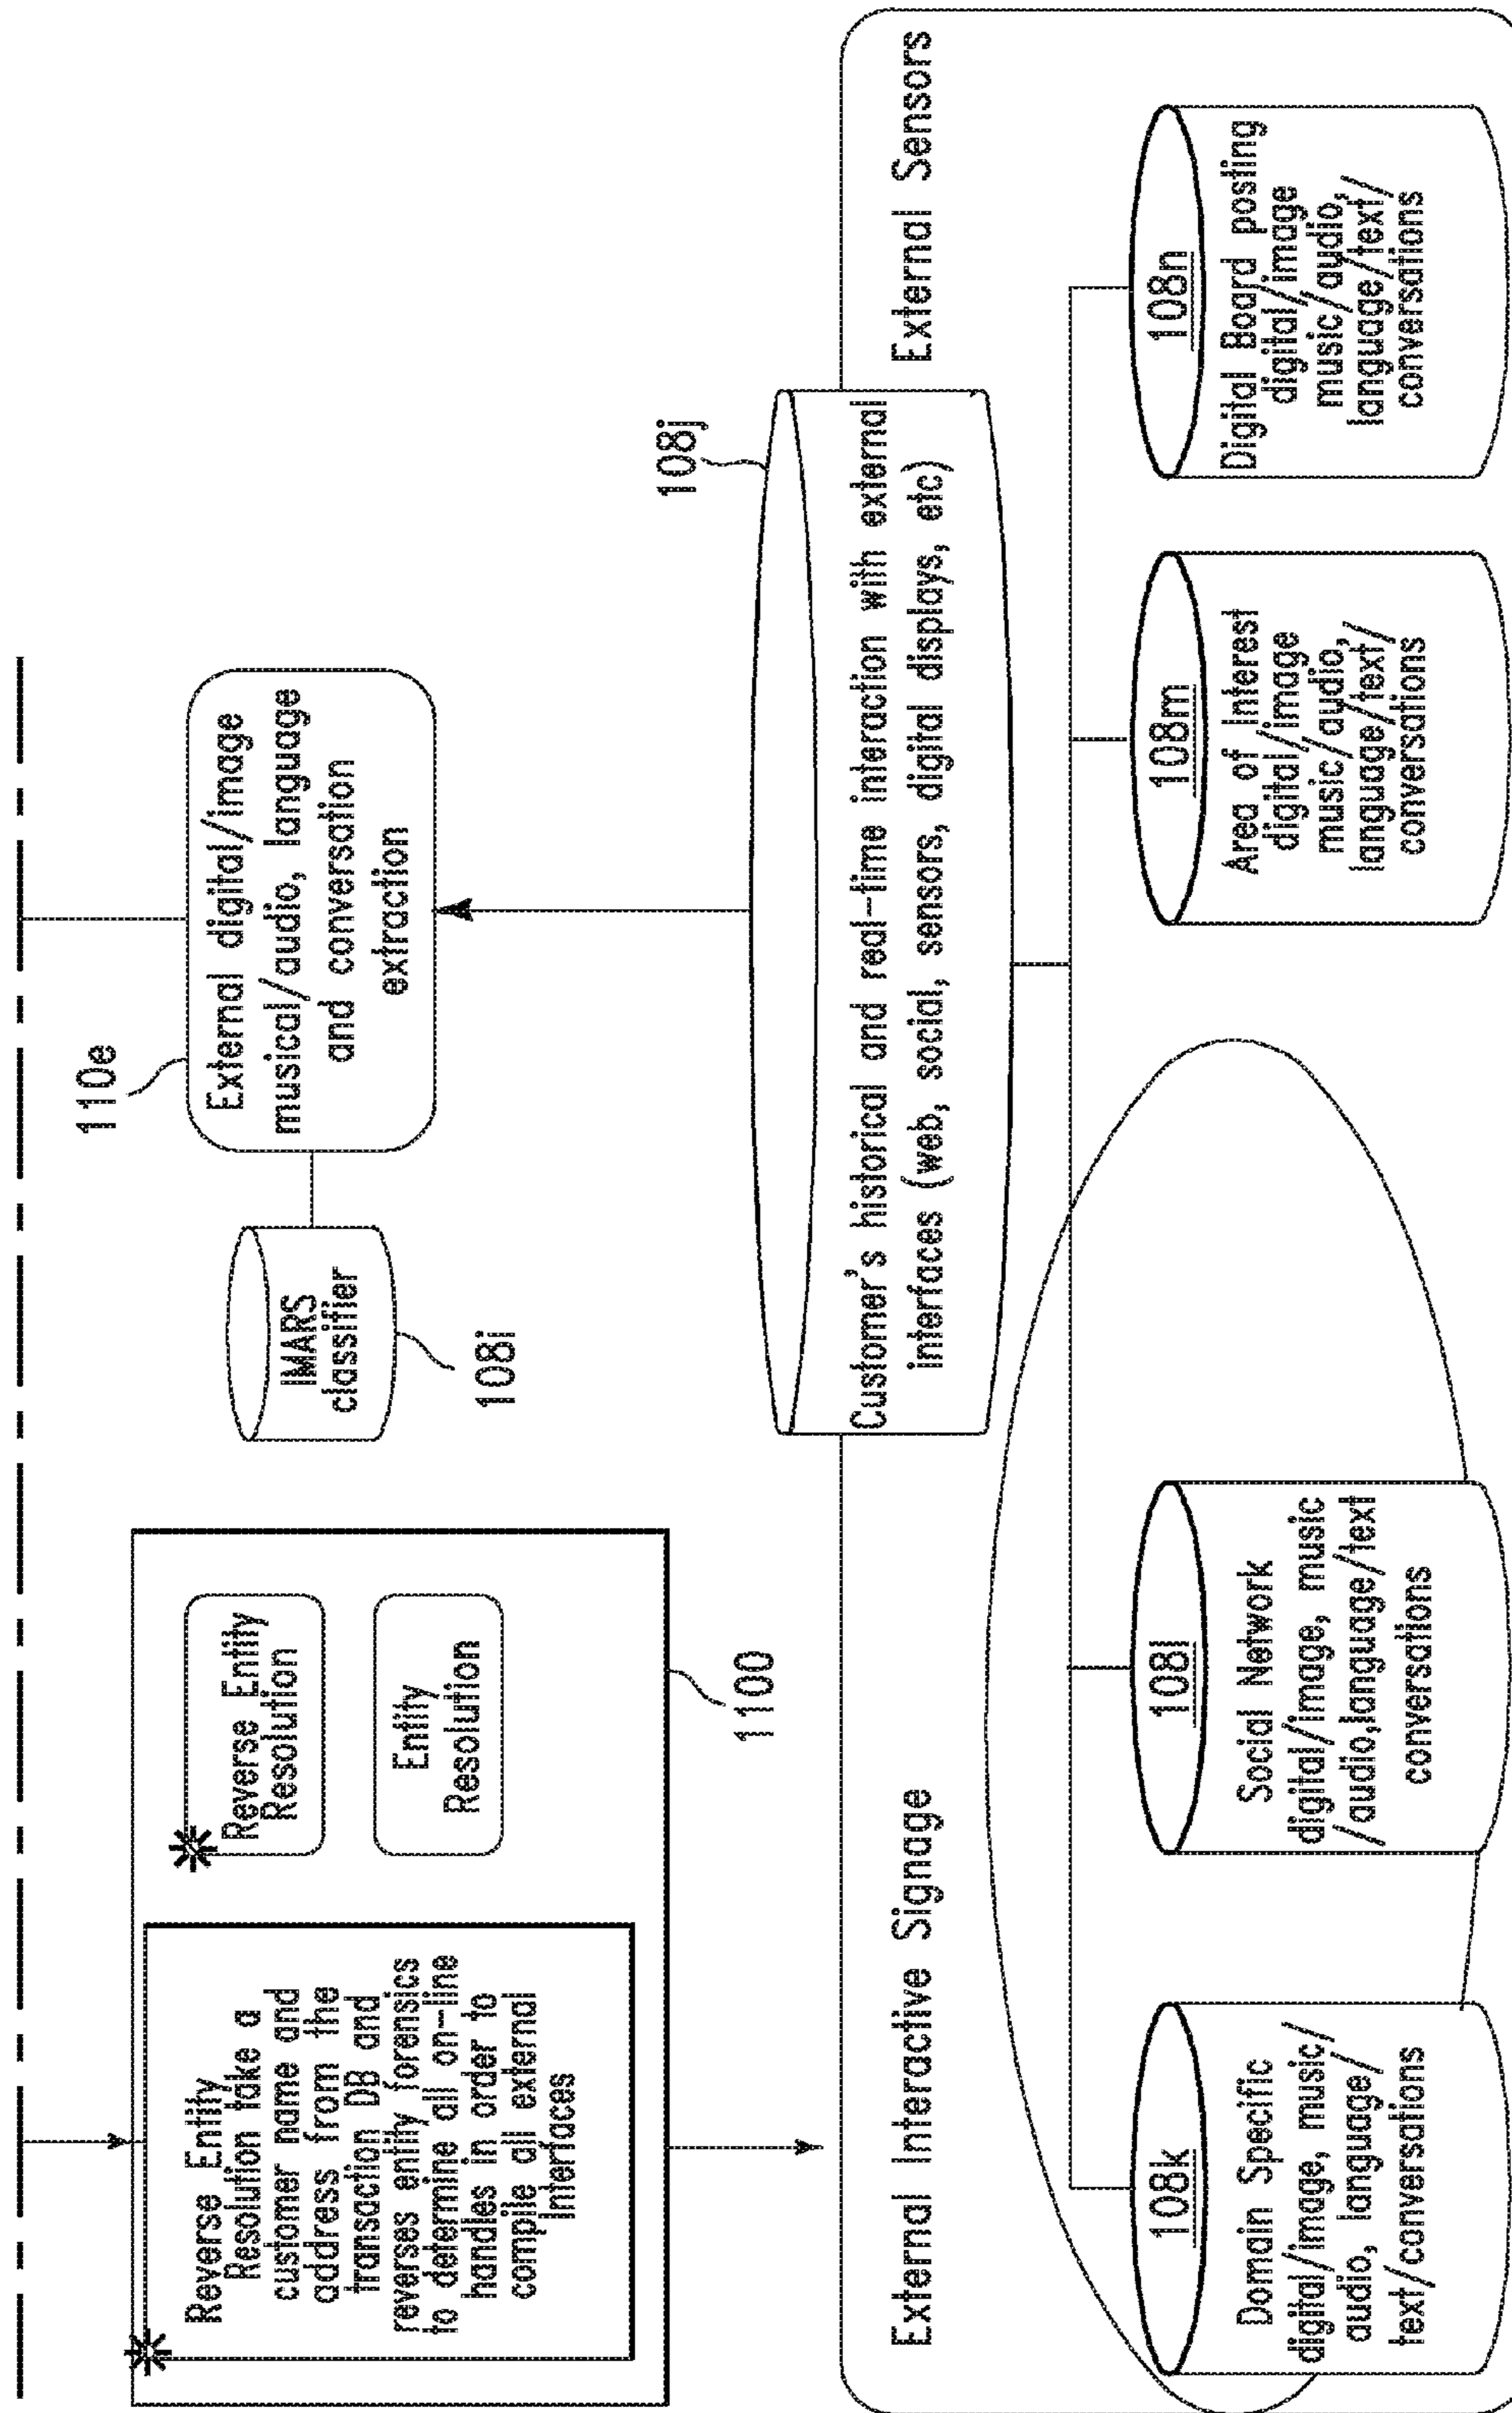 Reverse Entity
Resolution take a
customer name and
address from the
transaction DB and
reverses entity forensics
to determine all on-line
handles in order to
compile all external
Interfaces
Reverse Entity
Resolution
Entity
Resolution
1100
IMARS
classifier
108i
110e
External digital/image
musical/audio, language
and conversation
extraction
108j
Customer's historical and real-time interaction with external
interfaces (web, social, sensors, digital displays, etc)
External Interactive Signage
External Sensors
108k
Domain Specific
digital/image, music/
audio, language/
text/conversations
108l
Social Network
digital/image, music
/audio,language/text
conversations
108m
Area of Interest
digital/image
music/audio,
language/text/
conversations
108n
Digital Board posting
digital/image
music/audio,
language/text/
conversations